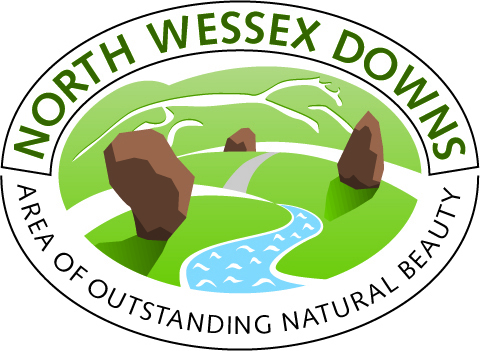 NORTH WESSEX DOWNS
AREA OF OUTSTANDING NATURAL BEAUTY